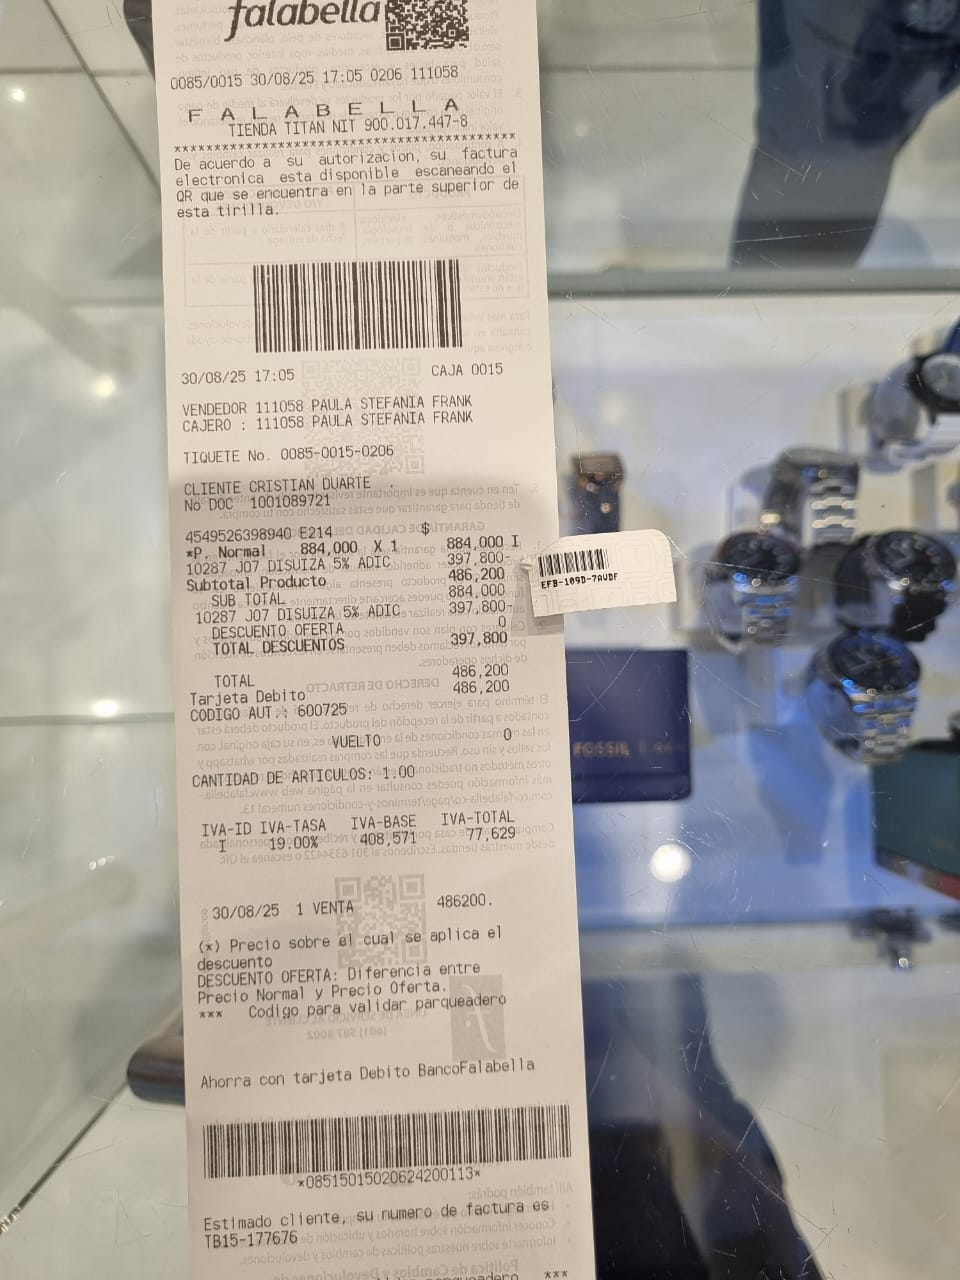 falabella
0085/0015 30/08/25 17:05 0206 111058
F A L A B E L L A
TIENDA TITAN NIT 900.017.447-8
****************************************
De acuerdo a su autorizacion, su factura
electronica esta disponible escaneando el
QR que se encuentra en la parte superior de
esta tirilla.
30/08/25 17:05 CAJA 0015
VENDEDOR 111058 PAULA STEFANIA FRANK
CAJERO : 111058 PAULA STEFANIA FRANK
TIQUETE No. 0085-0015-0206
CLIENTE CRISTIAN DUARTE .
No DOC 1001089721
4549526398940 E214 $
*P. Normal 884,000 X 1 884,000 I
10287 J07 DISUIZA 5% ADIC 397,800-
Subtotal Producto 486,200
SUB TOTAL 884,000
10287 J07 DISUIZA 5% ADIC 397,800-
DESCUENTO OFERTA 0
TOTAL DESCUENTOS 397,800
TOTAL 486,200
Tarjeta Debito 486,200
CODIGO AUT.: 600725
VUELTO 0
CANTIDAD DE ARTICULOS: 1.00
IVA-ID IVA-TASA IVA-BASE IVA-TOTAL
I 19.00% 408,571 77,629
30/08/25 1 VENTA 486200.
(*) Precio sobre el cual se aplica el
descuento
DESCUENTO OFERTA: Diferencia entre
Precio Normal y Precio Oferta.
*** Codigo para validar parqueadero
Ahorra con tarjeta Debito BancoFalabella
*08515015020624200113*
Estimado cliente, su numero de factura es
TB15-177676
***
EFB-109D-7AVDF
FOSSIL